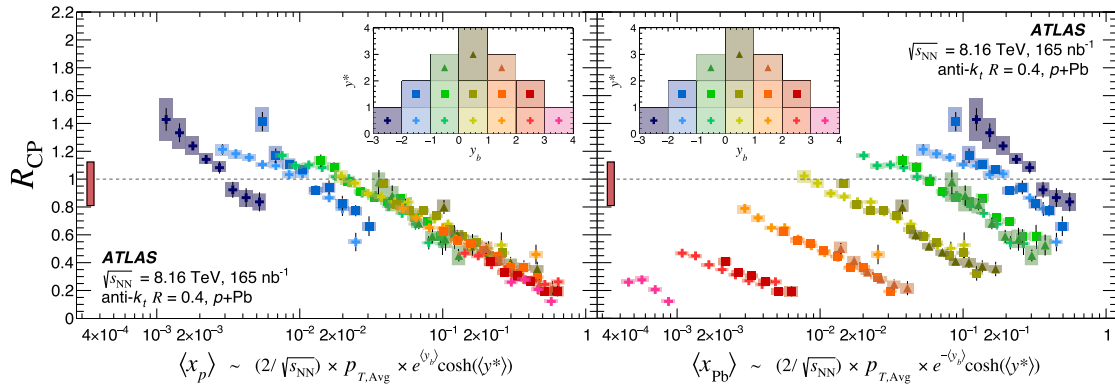 R_CP
2.2
2
1.8
1.6
1.4
1.2
1
0.8
0.6
0.4
0.2
0
y*
4
3
2
1
0
−3 −2 −1 0 1 2 3 4
y_b
ATLAS
√s_NN = 8.16 TeV, 165 nb⁻¹
anti-k_t R = 0.4, p+Pb
4×10⁻⁴ 10⁻³ 2×10⁻³ 10⁻² 2×10⁻² 10⁻¹ 2×10⁻¹ 1
⟨x_p⟩ ~ (2/√s_NN) × p_T,Avg × e^⟨y_b⟩ cosh(⟨y*⟩)
ATLAS
√s_NN = 8.16 TeV, 165 nb⁻¹
anti-k_t R = 0.4, p+Pb
y*
4
3
2
1
0
−3 −2 −1 0 1 2 3 4
y_b
4×10⁻⁴ 10⁻³ 2×10⁻³ 10⁻² 2×10⁻² 10⁻¹ 2×10⁻¹ 1
⟨x_Pb⟩ ~ (2/√s_NN) × p_T,Avg × e^−⟨y_b⟩ cosh(⟨y*⟩)